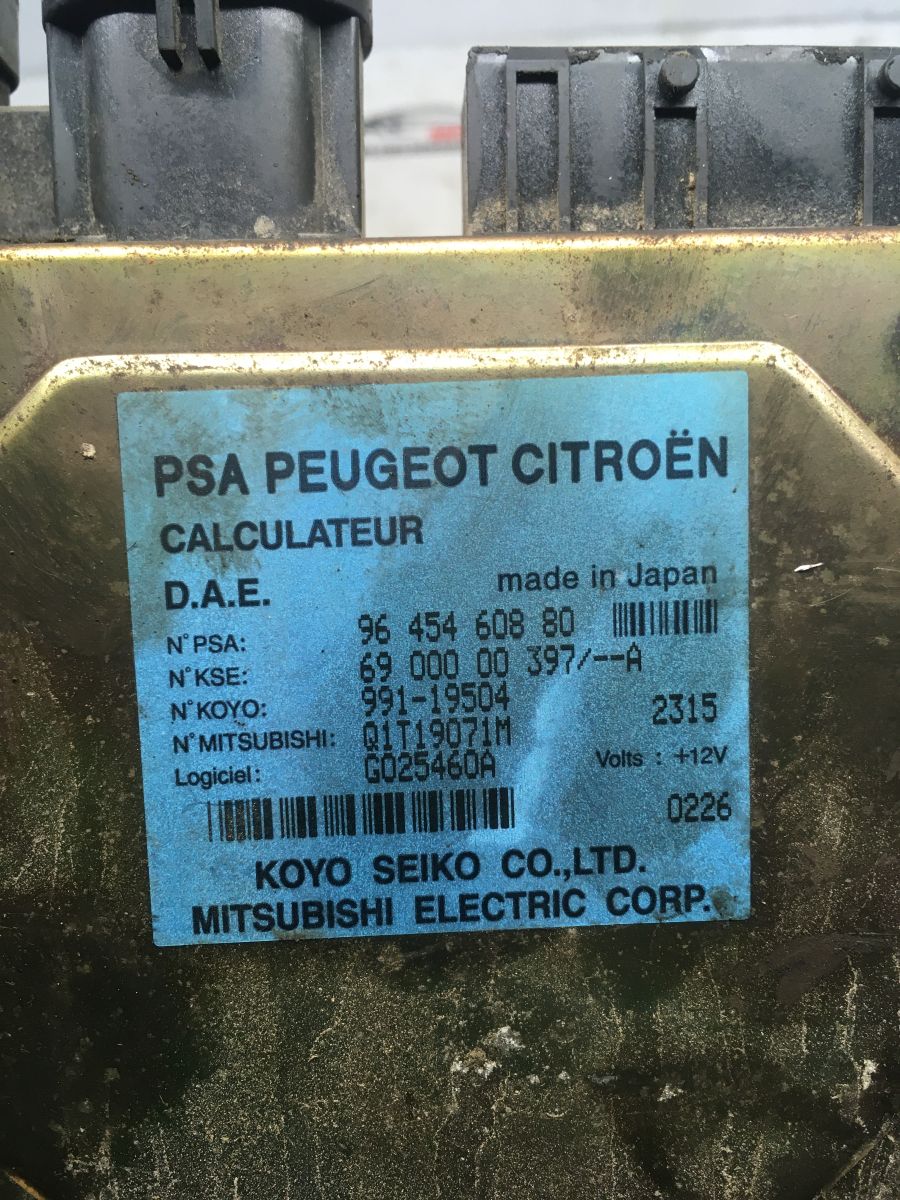 PSA PEUGEOT CITROËN
CALCULATEUR
D.A.E. made in Japan
N° PSA: 96 454 608 80
N° KSE: 69 000 00 397/--A
N° KOYO: 991-19504 2315
N° MITSUBISHI: Q1T19071M
Logiciel: G025460A Volts : +12V
0226
KOYO SEIKO CO.,LTD.
MITSUBISHI ELECTRIC CORP.